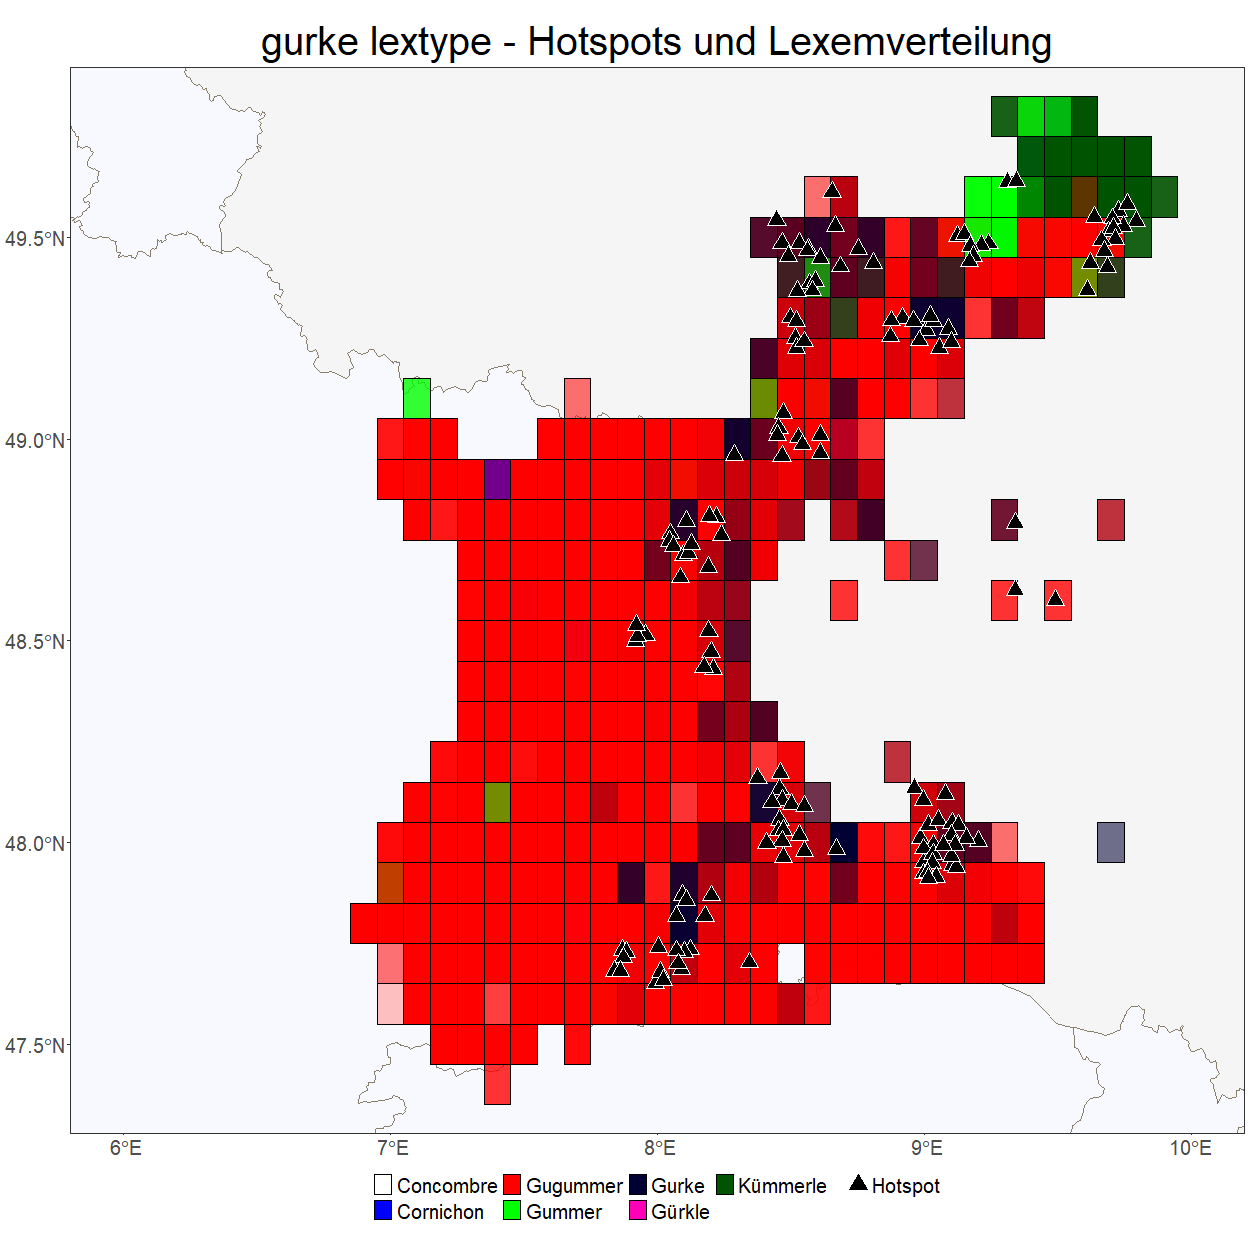 gurke lextype - Hotspots und Lexemverteilung
49.5°N
49.0°N
48.5°N
48.0°N
47.5°N
6°E 7°E 8°E 9°E 10°E
Concombre Gugummer Gurke Kümmerle Hotspot
Cornichon Gummer Gürkle